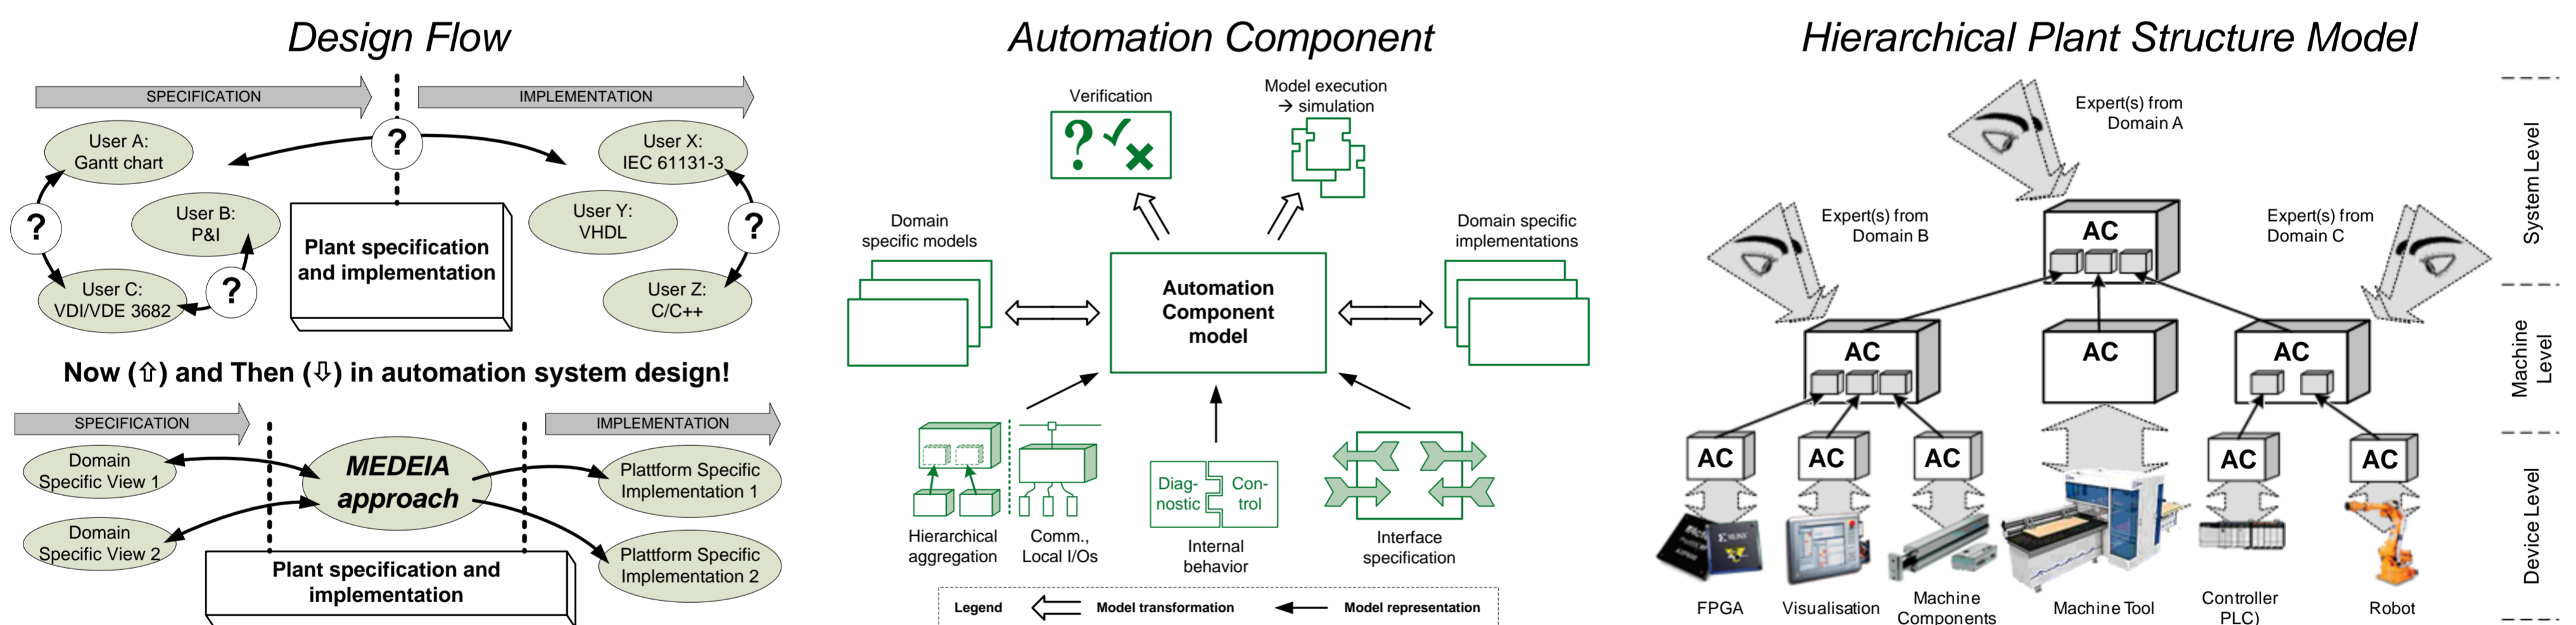 Design Flow
SPECIFICATION
IMPLEMENTATION
User A:
Gantt chart
?
User X:
IEC 61131-3
?
User B:
P&I
User Y:
VHDL
?
Plant specification
and implementation
User C:
VDI/VDE 3682
?
User Z:
C/C++
Now (⇧) and Then (⇩) in automation system design!
SPECIFICATION
IMPLEMENTATION
Domain
Specific View 1
MEDEIA
approach
Plattform Specific
Implementation 1
Domain
Specific View 2
Plattform Specific
Implementation 2
Plant specification and
implementation
Automation Component
Verification
? ✓ ×
Model execution
→ simulation
Domain
specific models
Domain specific
implementations
Automation
Component
model
Diag-
nostic
Con-
trol
Hierarchical
aggregation
Comm.,
Local I/Os
Internal
behavior
Interface
specification
Legend
Model transformation
Model representation
Hierarchical Plant Structure Model
Expert(s) from
Domain A
System Level
Expert(s) from
Domain B
AC
Expert(s) from
Domain C
AC
AC
AC
Machine
Level
AC
AC
AC
AC
AC
XILINX
Device Level
FPGA
Visualisation
Machine
Components
Machine Tool
Controller
PLC)
Robot